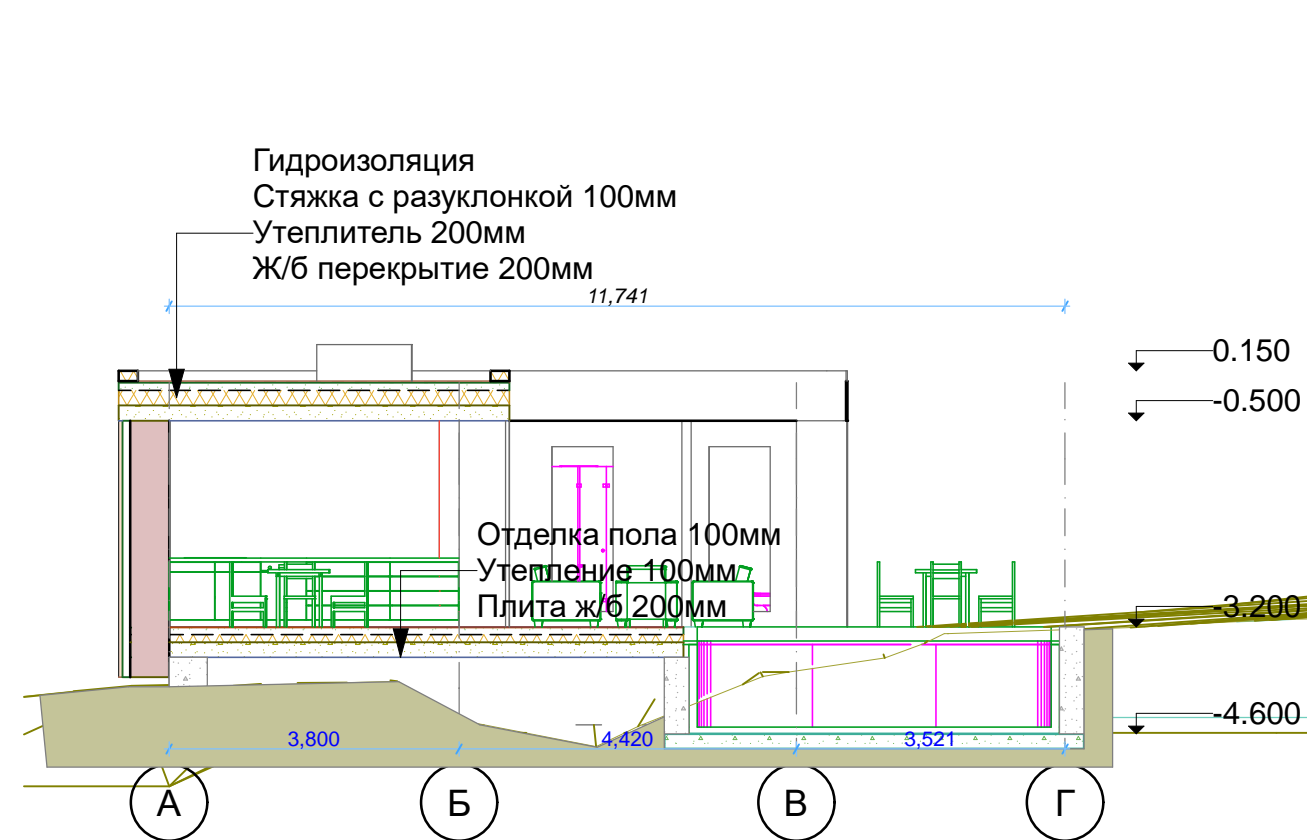 Гидроизоляция
Стяжка с разуклонкой 100мм
Утеплитель 200мм
Ж/б перекрытие 200мм
11,741
0.150
-0.500
Отделка пола 100мм
Утепление 100мм
Плита ж/б 200мм
-3.200
-4.600
3,800
4,420
3,521
А
Б
В
Г